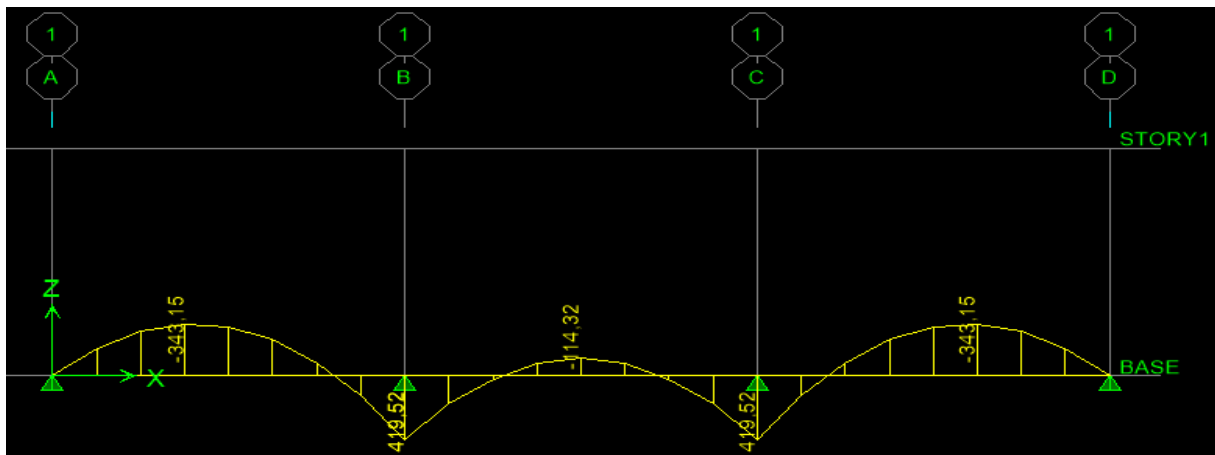 1 1 1 1
A B C D
STORY1
Z
-343,15 -114,32 -343,15
X
BASE
419,52 419,52